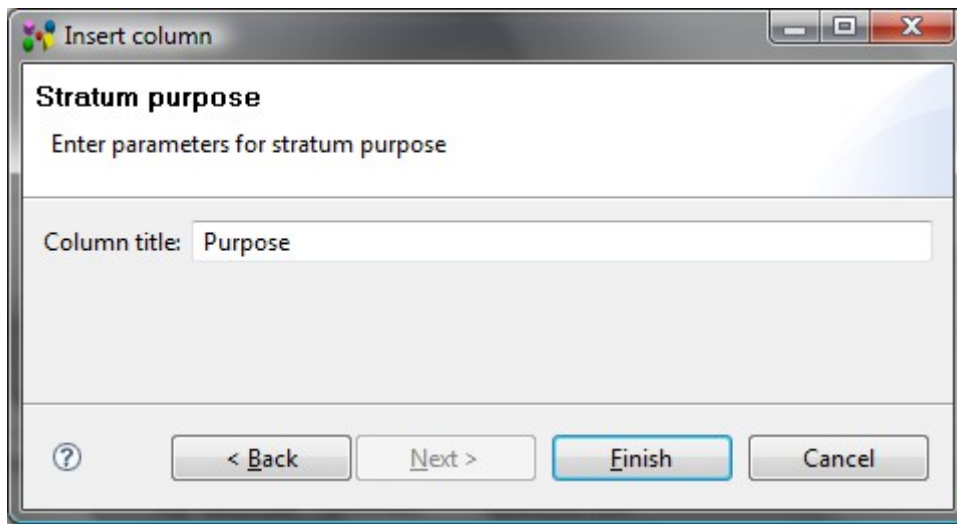 Insert column
Stratum purpose
Enter parameters for stratum purpose
Column title: Purpose
? < Back Next > Finish Cancel